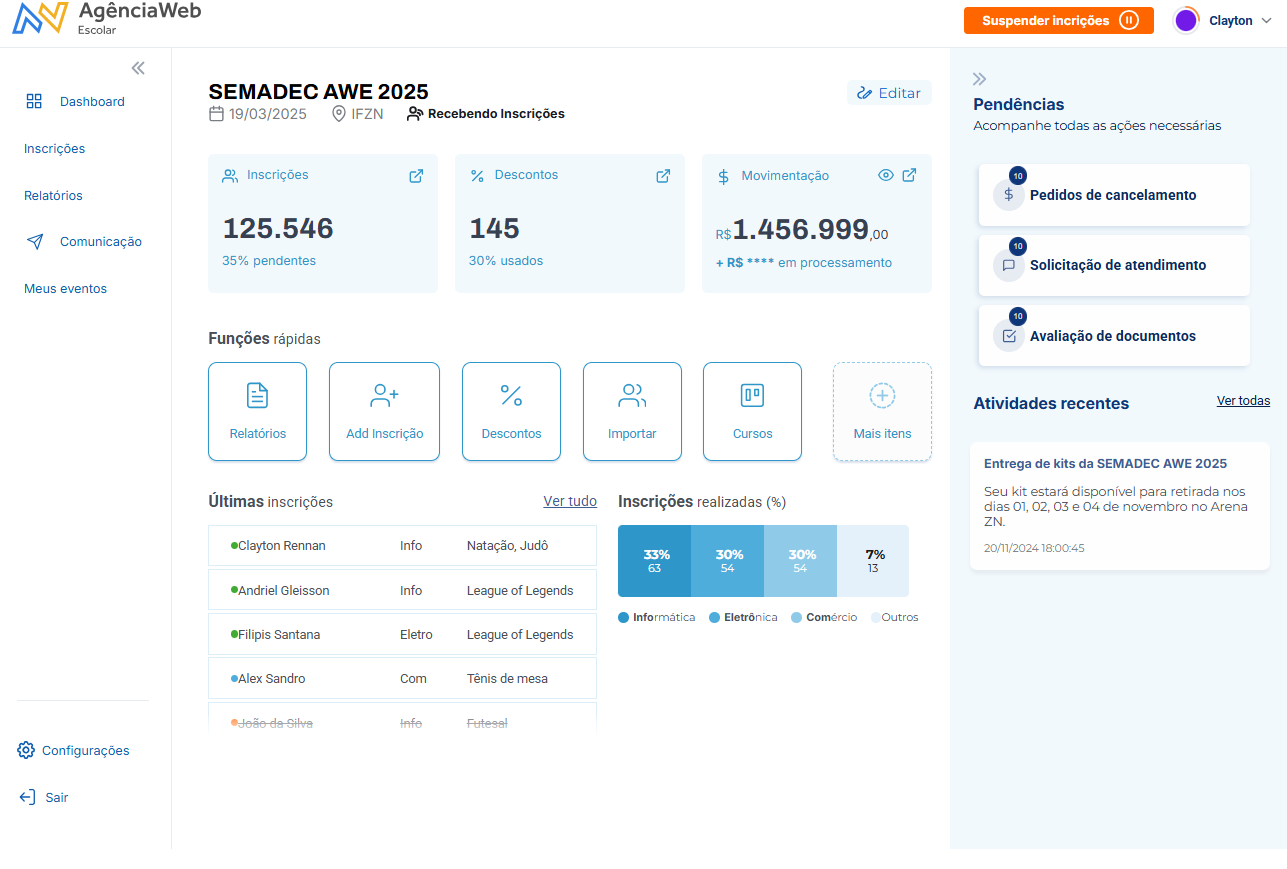 AgênciaWeb
Escolar
Suspender incrições
Clayton
Dashboard
Inscrições
Relatórios
Comunicação
Meus eventos
Configurações
Sair
SEMADEC AWE 2025
Editar
19/03/2025 IFZN Recebendo Inscrições
Inscrições
125.546
35% pendentes
Descontos
145
30% usados
Movimentação
R$1.456.999,00
+ R$ **** em processamento
Funções rápidas
Relatórios
Add Inscrição
Descontos
Importar
Cursos
Mais itens
Últimas inscrições
Ver tudo
Clayton Rennan Info Natação, Judô
Andriel Gleisson Info League of Legends
Filipis Santana Eletro League of Legends
Alex Sandro Com Tênis de mesa
João da Silva Info Futesal
Inscrições realizadas (%)
33% 30% 30% 7%
63 54 54 13
Informática Eletrônica Comércio Outros
Pendências
Acompanhe todas as ações necessárias
10
Pedidos de cancelamento
10
Solicitação de atendimento
10
Avaliação de documentos
Atividades recentes
Ver todas
Entrega de kits da SEMADEC AWE 2025
Seu kit estará disponível para retirada nos
dias 01, 02, 03 e 04 de novembro no Arena
ZN.
20/11/2024 18:00:45